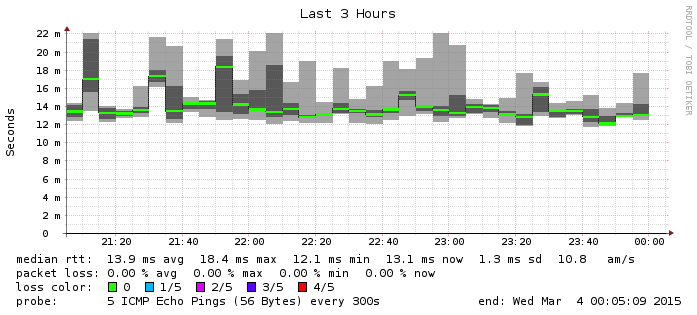 Last 3 Hours
RRDTOOL / TOBI OETIKER
Seconds
22 m
20 m
18 m
16 m
14 m
12 m
10 m
8 m
6 m
4 m
2 m
0
21:20 21:40 22:00 22:20 22:40 23:00 23:20 23:40 00:00
median rtt: 13.9 ms avg 18.4 ms max 12.1 ms min 13.1 ms now 1.3 ms sd 10.8 am/s
packet loss: 0.00 % avg 0.00 % max 0.00 % min 0.00 % now
loss color: 0 1/5 2/5 3/5 4/5
probe: 5 ICMP Echo Pings (56 Bytes) every 300s end: Wed Mar 4 00:05:09 2015